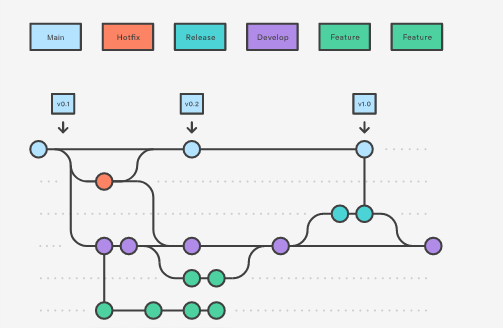 Main
Hotfix
Release
Develop
Feature
Feature
v0.1
v0.2
v1.0